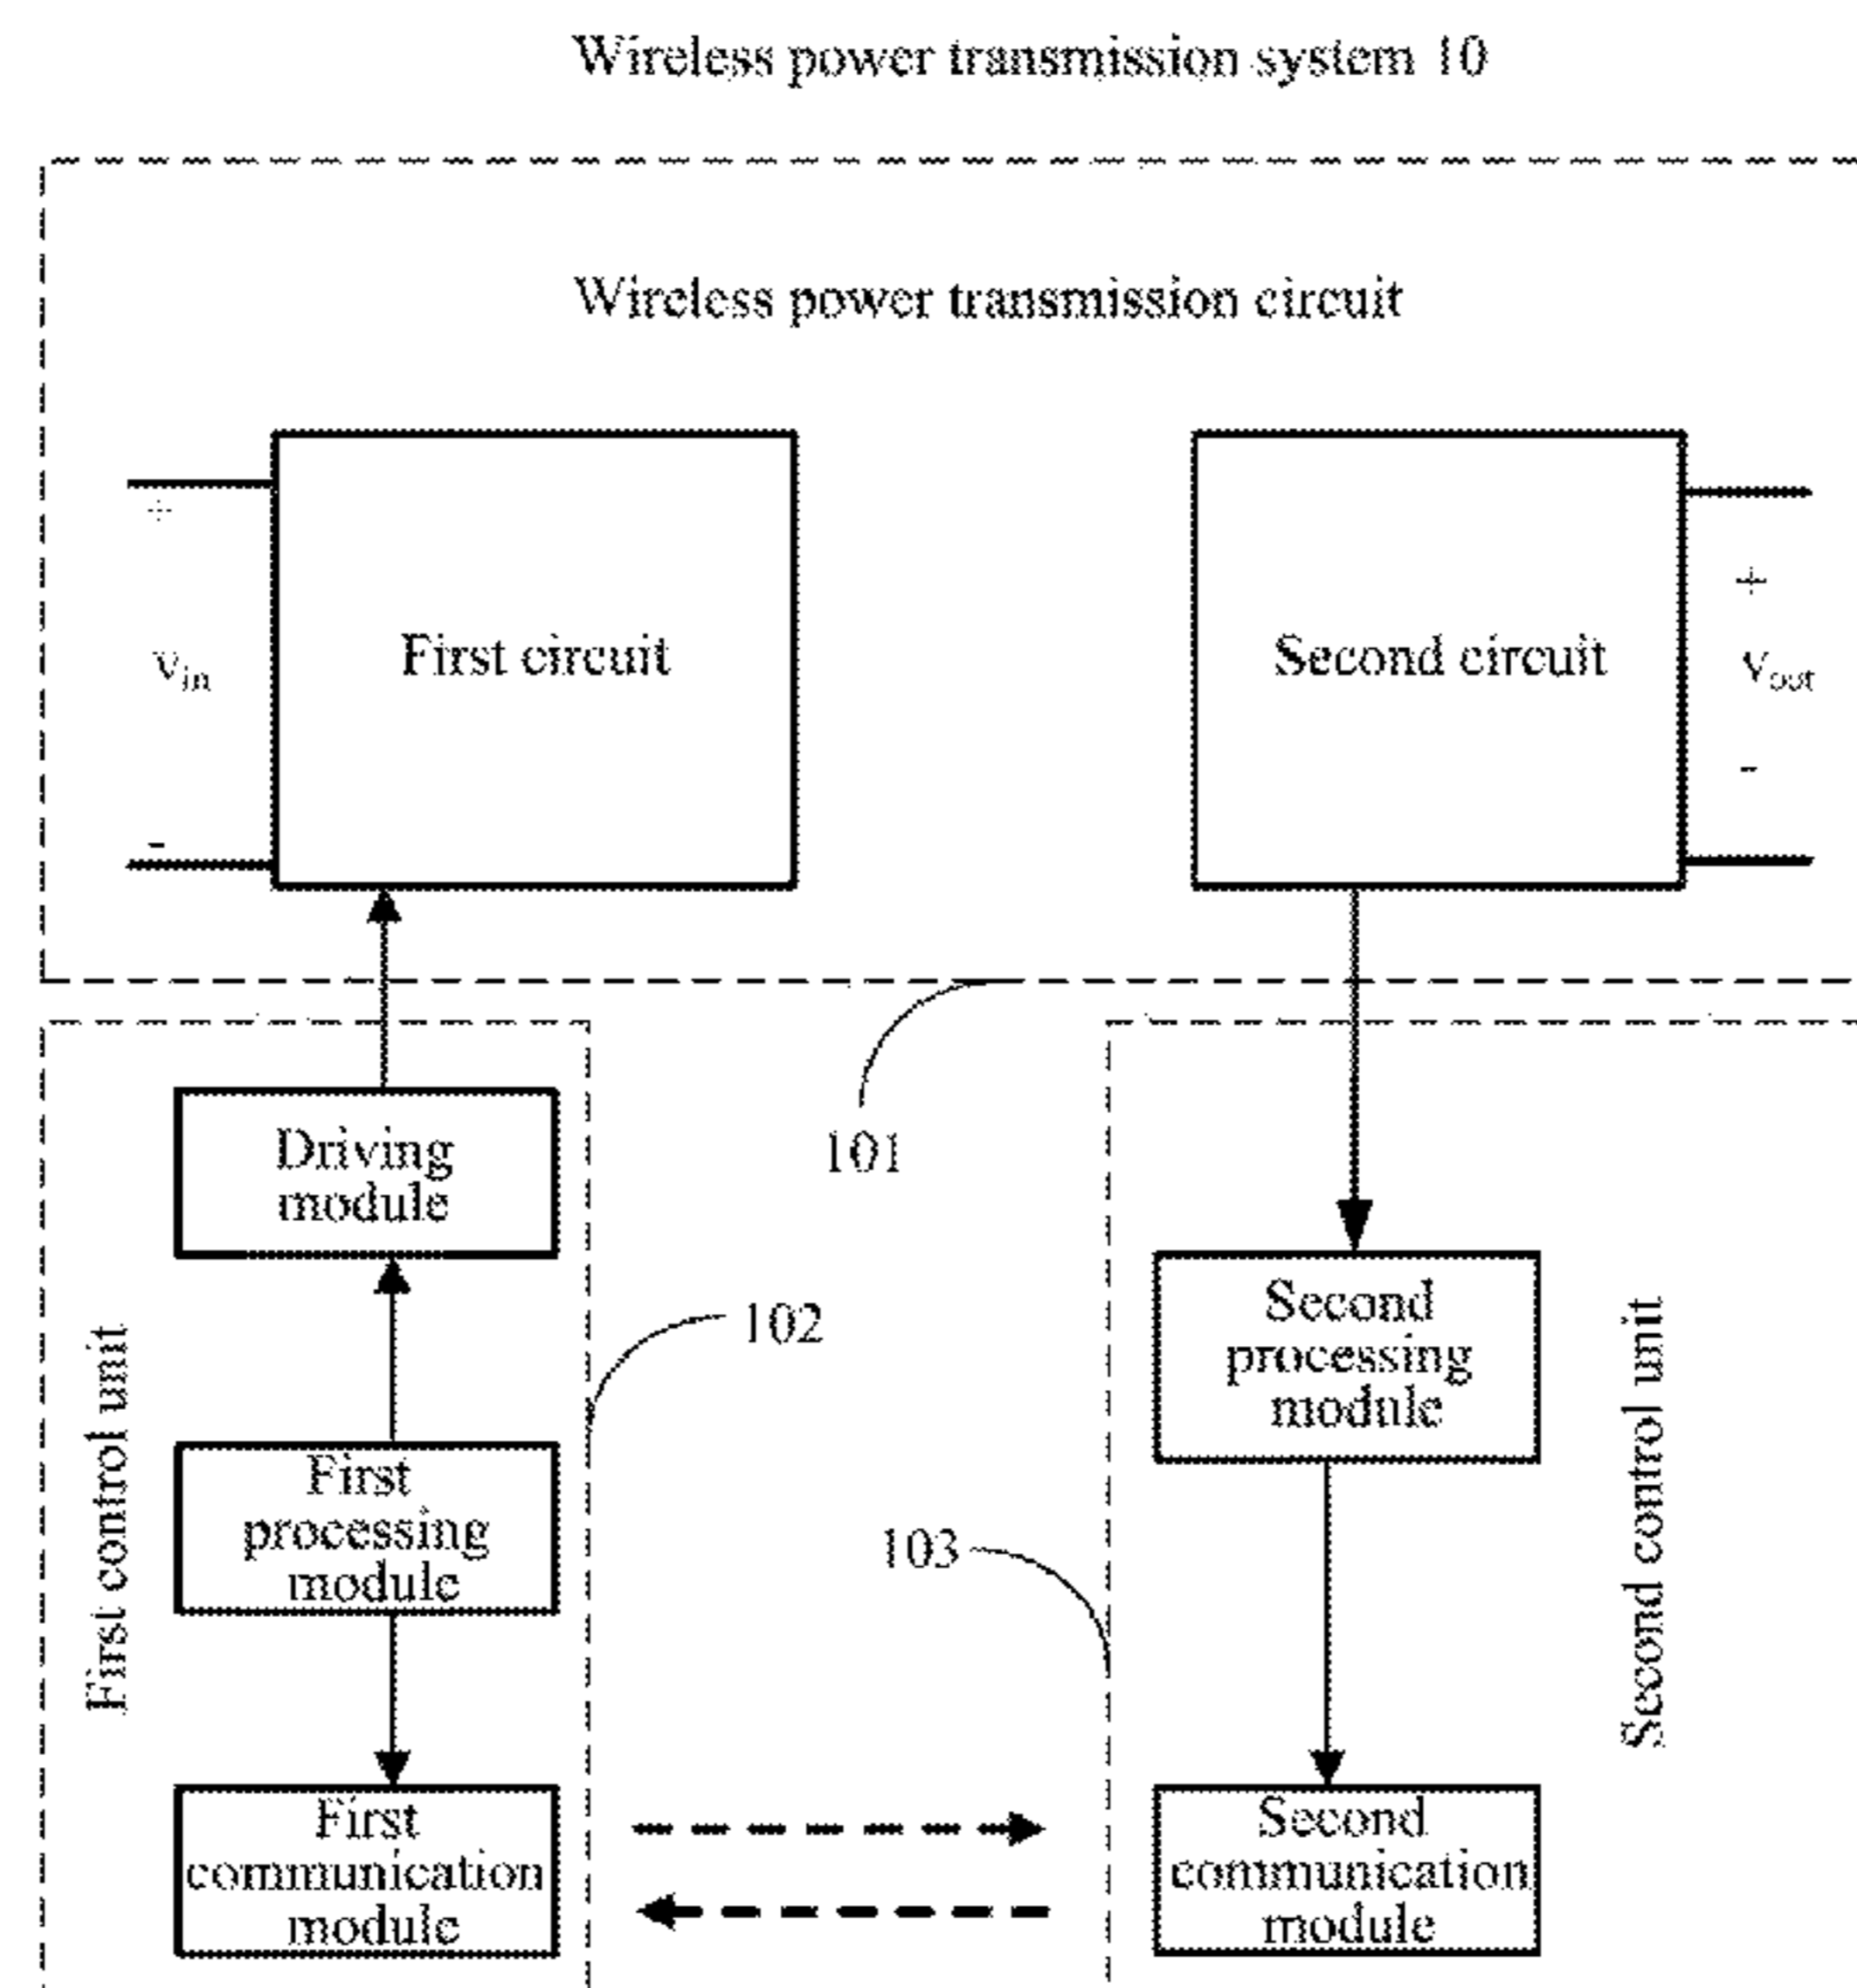 Wireless power transmission system 10
Wireless power transmission circuit
+
Vin
-
First circuit
Second circuit
+
Vout
-
101
Driving
module
First control unit
102
First
processing
module
First
communication
module
103
Second
processing
module
Second control unit
Second
communication
module